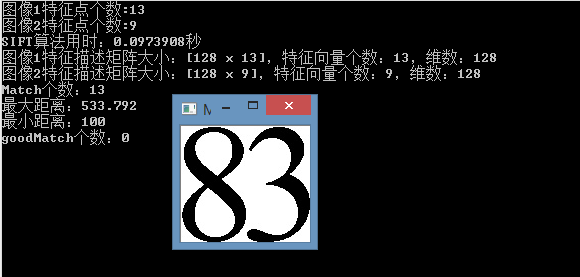 图像1特征点个数:13
图像2特征点个数:9
SIFT算法用时：0.0973908秒
图像1特征描述矩阵大小：[128 x 13]，特征向量个数：13，维数：128
图像2特征描述矩阵大小：[128 x 9]，特征向量个数：9，维数：128
Match个数：13
最大距离：533.792
最小距离：100
goodMatch个数：0
M
83